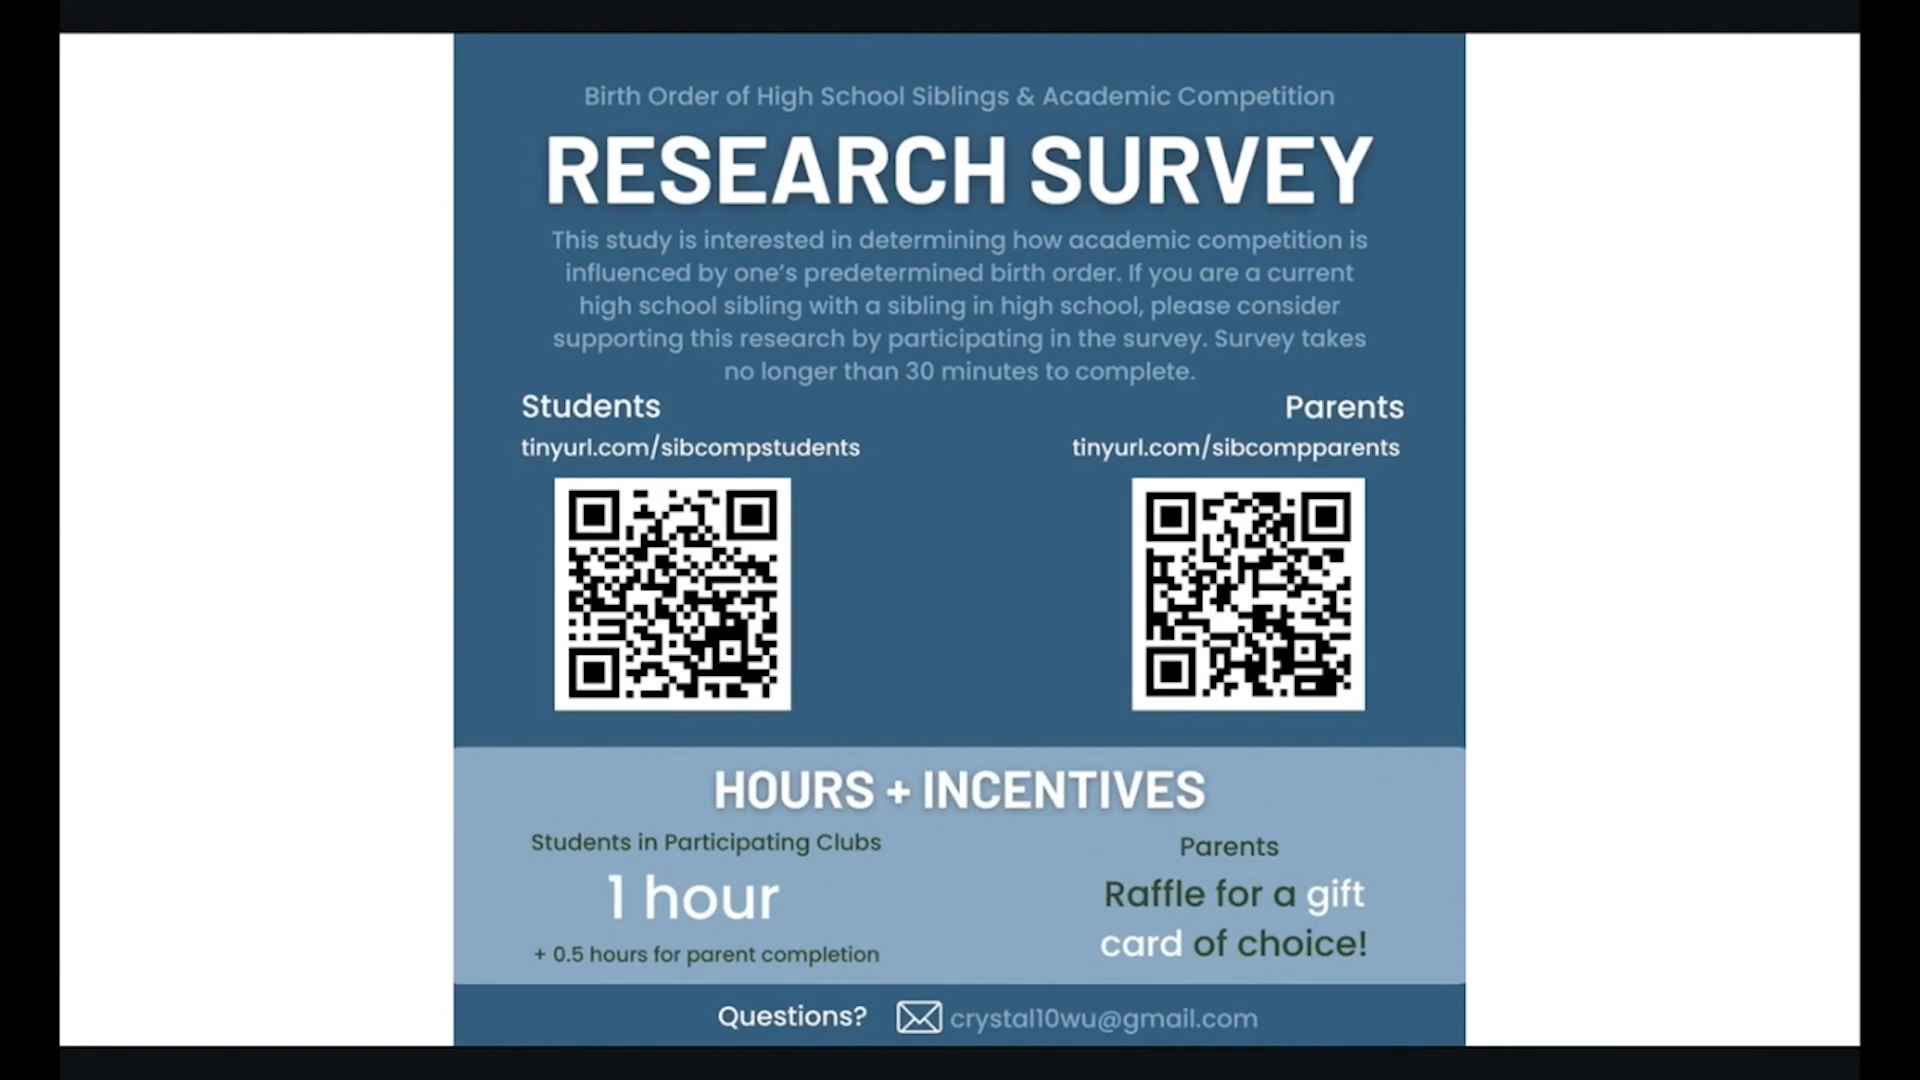 Birth Order of High School Siblings & Academic Competition
RESEARCH SURVEY
This study is interested in determining how academic competition is
influenced by one’s predetermined birth order. If you are a current
high school sibling with a sibling in high school, please consider
supporting this research by participating in the survey. Survey takes
no longer than 30 minutes to complete.
Students
tinyurl.com/sibcompstudents
Parents
tinyurl.com/sibcompparents
HOURS + INCENTIVES
Students in Participating Clubs
1 hour
+ 0.5 hours for parent completion
Parents
Raffle for a gift
card of choice!
Questions? crystal10wu@gmail.com